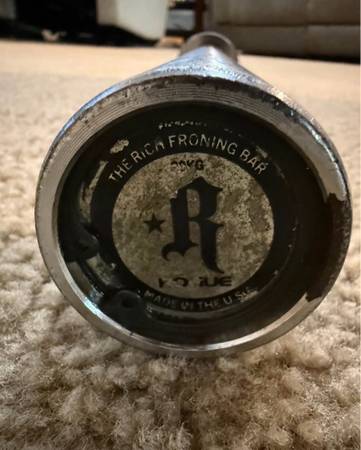 THE RICH FRONING BAR
20KG
R
ROGUE
MADE IN THE U.S.A.